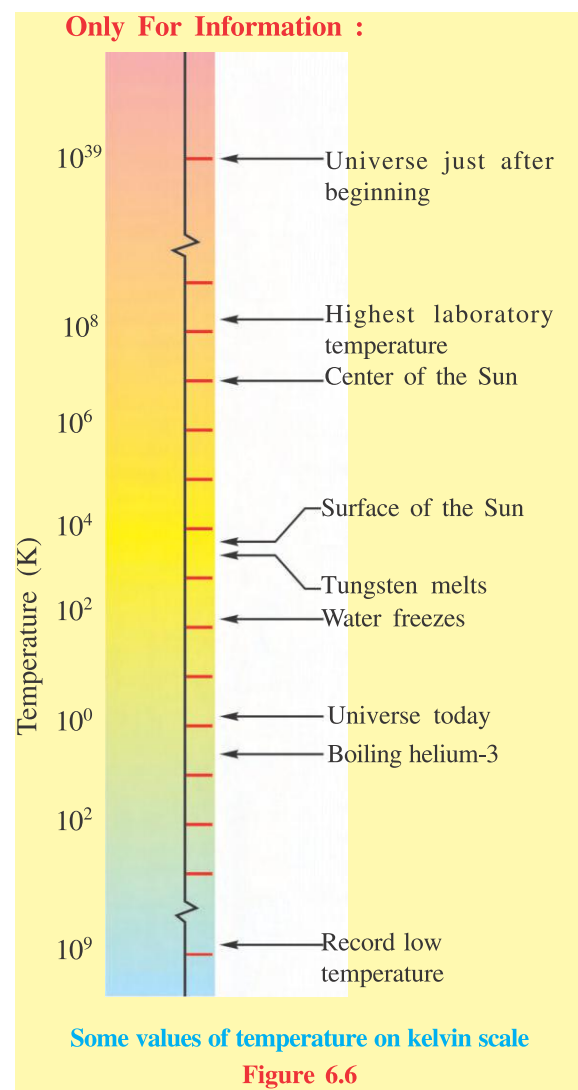 Only For Information :
10³⁹
Universe just after
beginning
10⁸
Highest laboratory
temperature
Center of the Sun
10⁶
Surface of the Sun
10⁴
Tungsten melts
10²
Water freezes
Temperature (K)
10⁰
Universe today
Boiling helium-3
10²
10⁹
Record low
temperature
Some values of temperature on kelvin scale
Figure 6.6